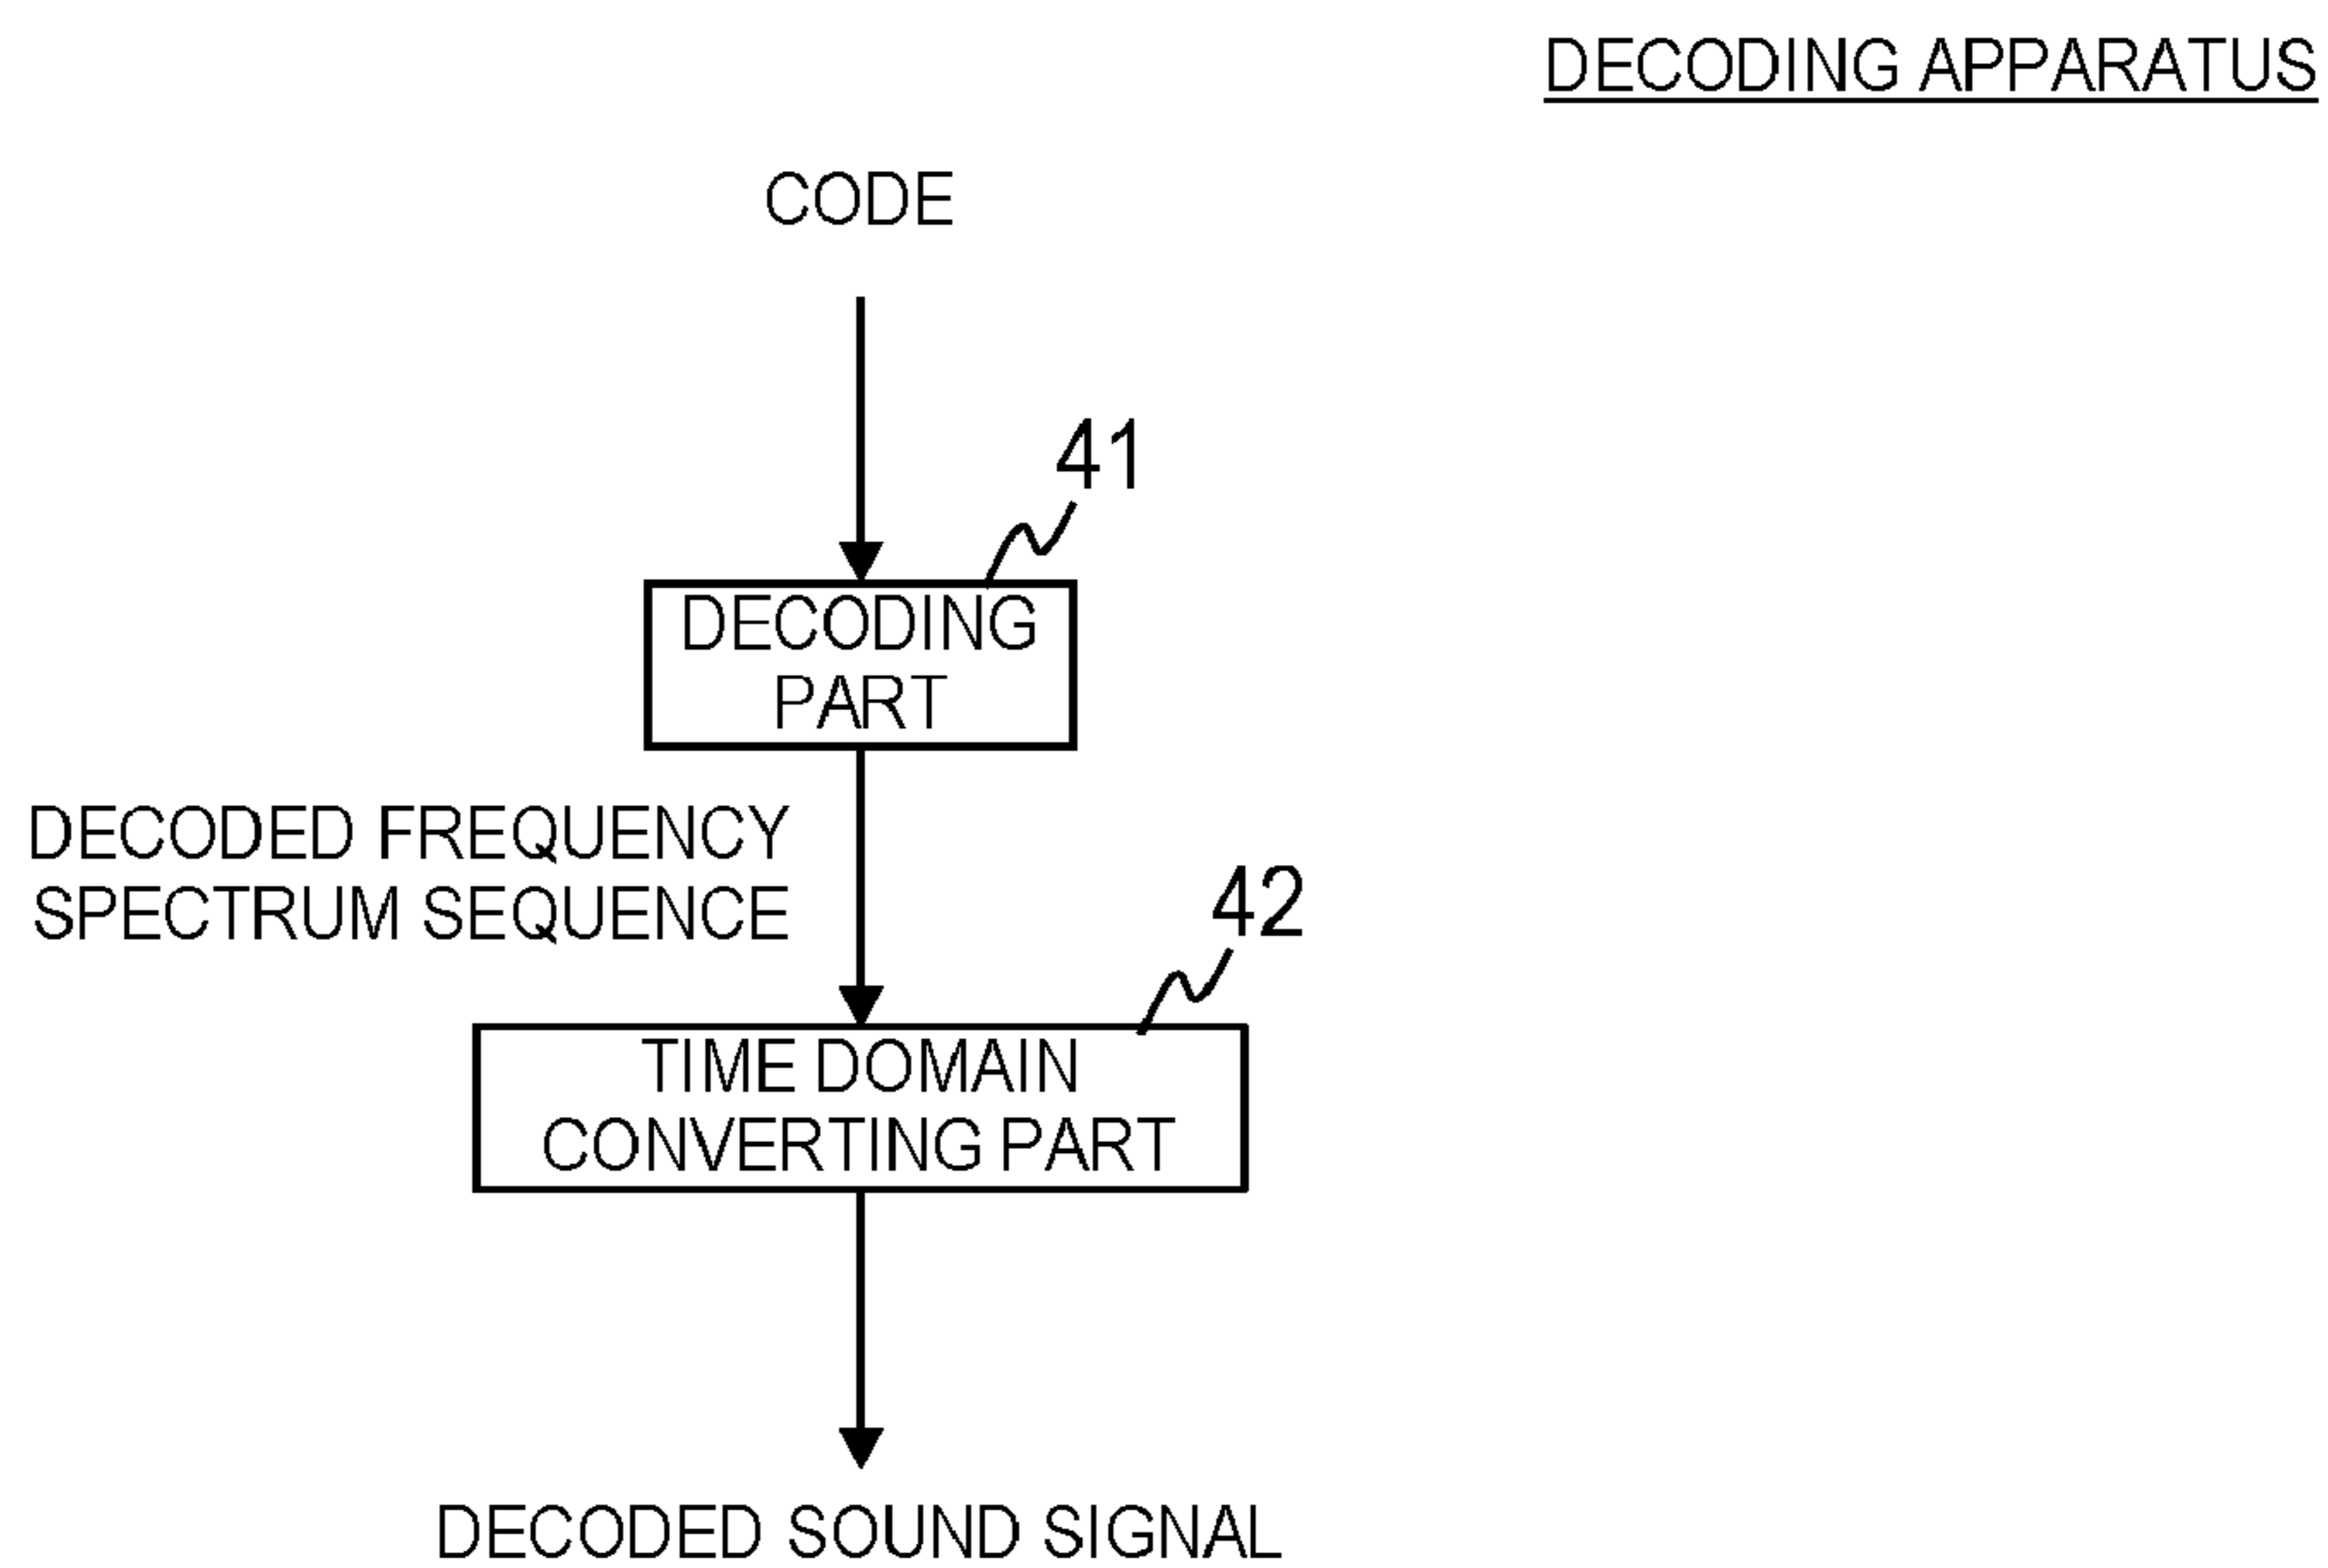 DECODING APPARATUS
CODE
41
DECODING
PART
DECODED FREQUENCY
SPECTRUM SEQUENCE
42
TIME DOMAIN
CONVERTING PART
DECODED SOUND SIGNAL